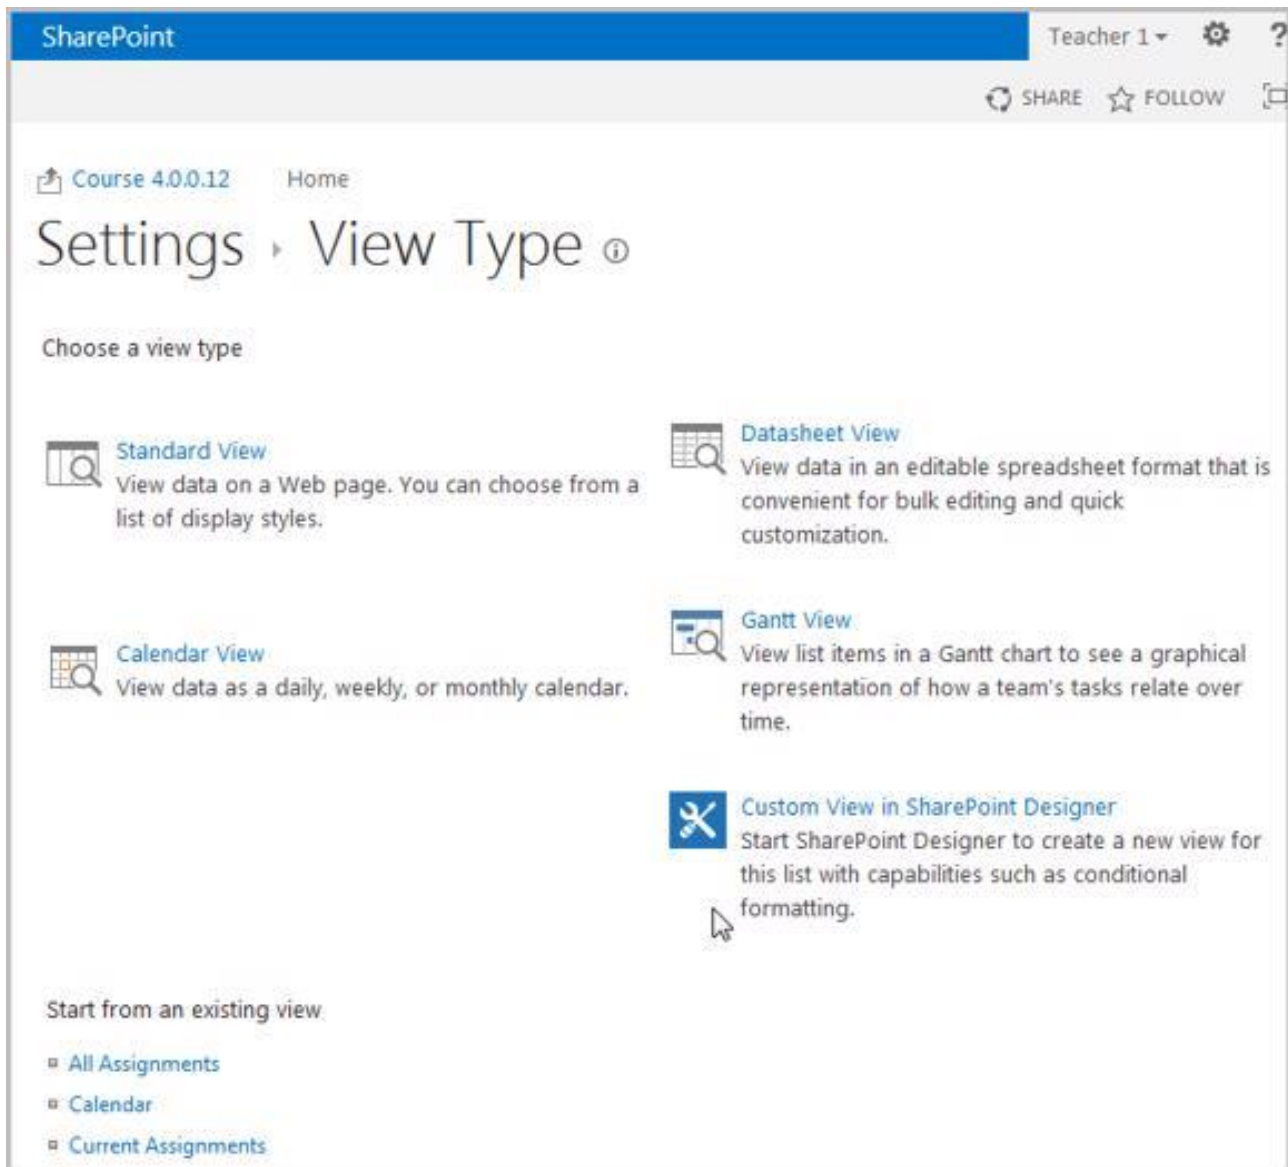 SharePoint
Teacher 1
?
SHARE FOLLOW
Course 4.0.0.12 Home
Settings View Type
Choose a view type
Standard View
View data on a Web page. You can choose from a
list of display styles.
Datasheet View
View data in an editable spreadsheet format that is
convenient for bulk editing and quick
customization.
Calendar View
View data as a daily, weekly, or monthly calendar.
Gantt View
View list items in a Gantt chart to see a graphical
representation of how a team's tasks relate over
time.
Custom View in SharePoint Designer
Start SharePoint Designer to create a new view for
this list with capabilities such as conditional
formatting.
Start from an existing view
All Assignments
Calendar
Current Assignments